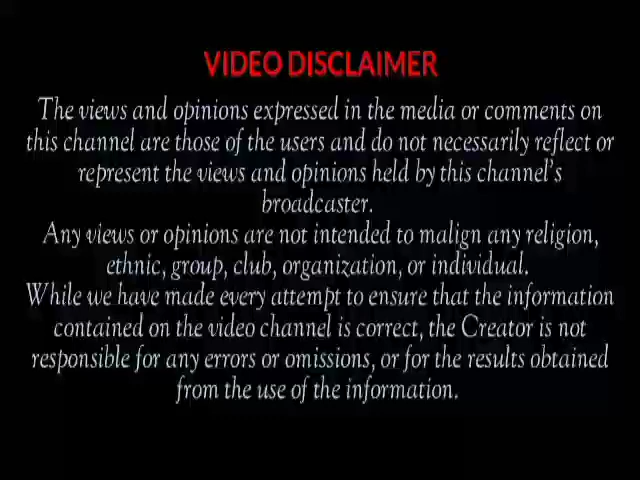 VIDEO DISCLAIMER
The views and opinions expressed in the media or comments on
this channel are those of the users and do not necessarily reflect or
represent the views and opinions held by this channel's
broadcaster.
Any views or opinions are not intended to malign any religion,
ethnic, group, club, organization, or individual.
While we have made every attempt to ensure that the information
contained on the video channel is correct, the Creator is not
responsible for any errors or omissions, or for the results obtained
from the use of the information.